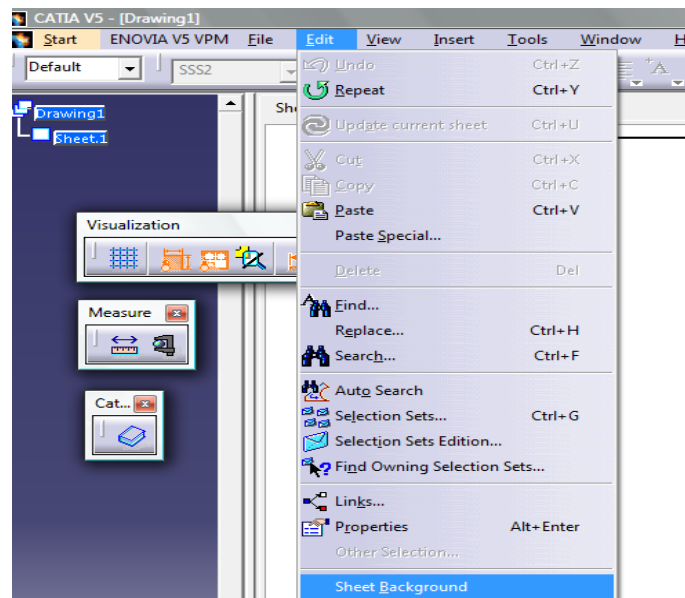 CATIA V5 - [Drawing1]
Start ENOVIA V5 VPM File Edit View Insert Tools Window
Default SSS2 A
Drawing1
Sheet.1
Visualization
Measure
Cat...
Undo Ctrl+Z
Repeat Ctrl+Y
Update current sheet Ctrl+U
Cut Ctrl+X
Copy Ctrl+C
Paste Ctrl+V
Paste Special...
Delete Del
Find...
Replace... Ctrl+H
Search... Ctrl+F
Auto Search
Selection Sets... Ctrl+G
Selection Sets Edition...
Find Owning Selection Sets...
Links...
Properties Alt+Enter
Other Selection...
Sheet Background